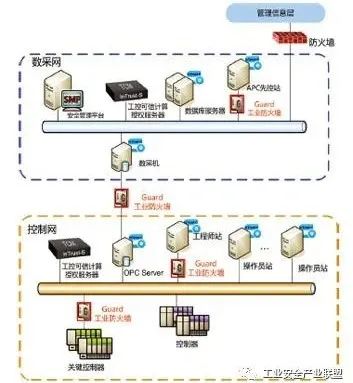 管理信息层
防火墙
数采网
SMP
安全管理平台
InTrust-S
工控可信计算
授权服务器
数据库服务器
APC先控站
Guard
工业防火墙
数采机
Guard
工业防火墙
控制网
InTrust-S
工控可信计算
授权服务器
OPC Server
工程师站
Guard
工业防火墙
...
操作员站
操作员站
Guard
工业防火墙
关键控制器
控制器
工业安全产业联盟